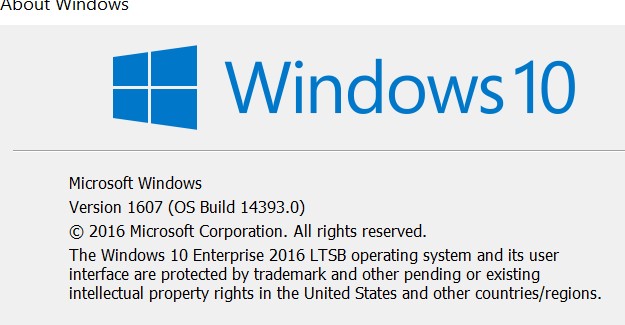 About Windows
Windows 10
Microsoft Windows
Version 1607 (OS Build 14393.0)
© 2016 Microsoft Corporation. All rights reserved.
The Windows 10 Enterprise 2016 LTSB operating system and its user
interface are protected by trademark and other pending or existing
intellectual property rights in the United States and other countries/regions.